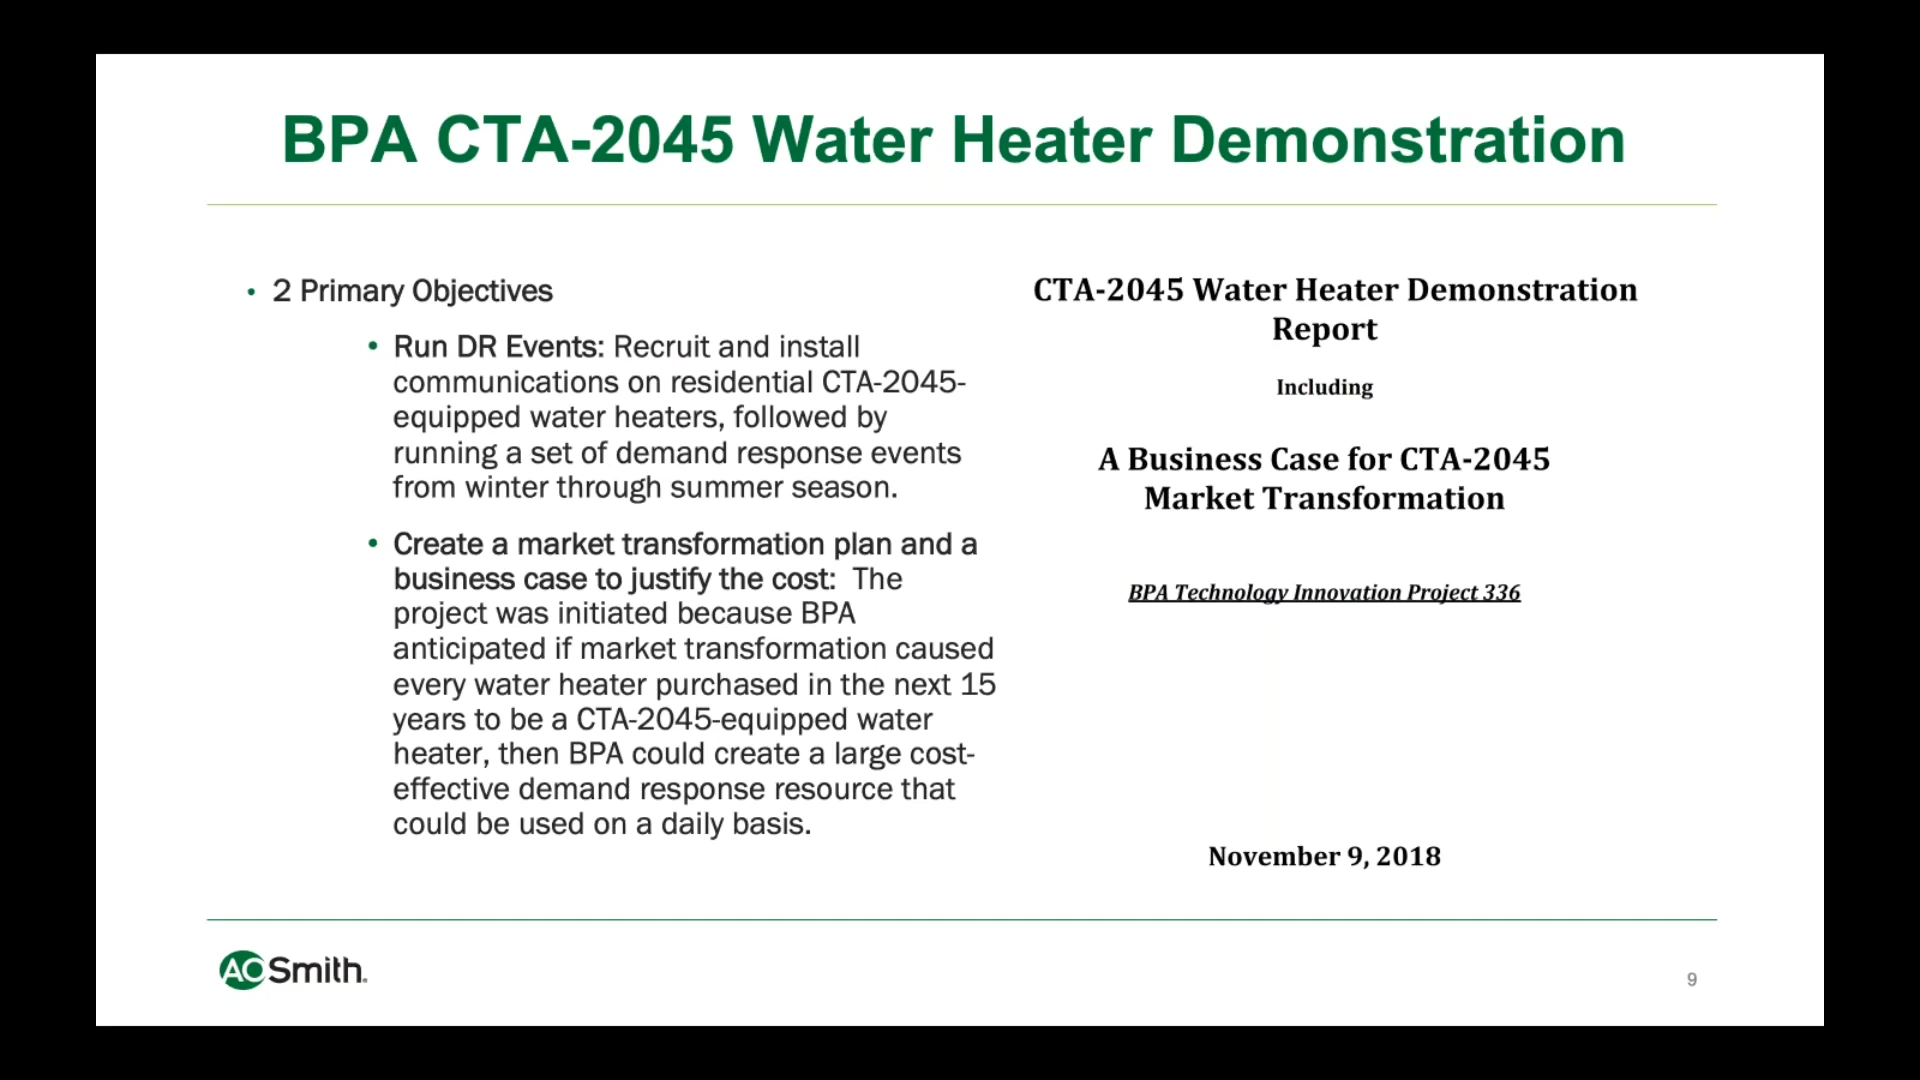 BPA CTA-2045 Water Heater Demonstration
• 2 Primary Objectives
• Run DR Events: Recruit and install
communications on residential CTA-2045-
equipped water heaters, followed by
running a set of demand response events
from winter through summer season.
• Create a market transformation plan and a
business case to justify the cost: The
project was initiated because BPA
anticipated if market transformation caused
every water heater purchased in the next 15
years to be a CTA-2045-equipped water
heater, then BPA could create a large cost-
effective demand response resource that
could be used on a daily basis.
CTA-2045 Water Heater Demonstration
Report
Including
A Business Case for CTA-2045
Market Transformation
BPA Technology Innovation Project 336
November 9, 2018
AO Smith.
9